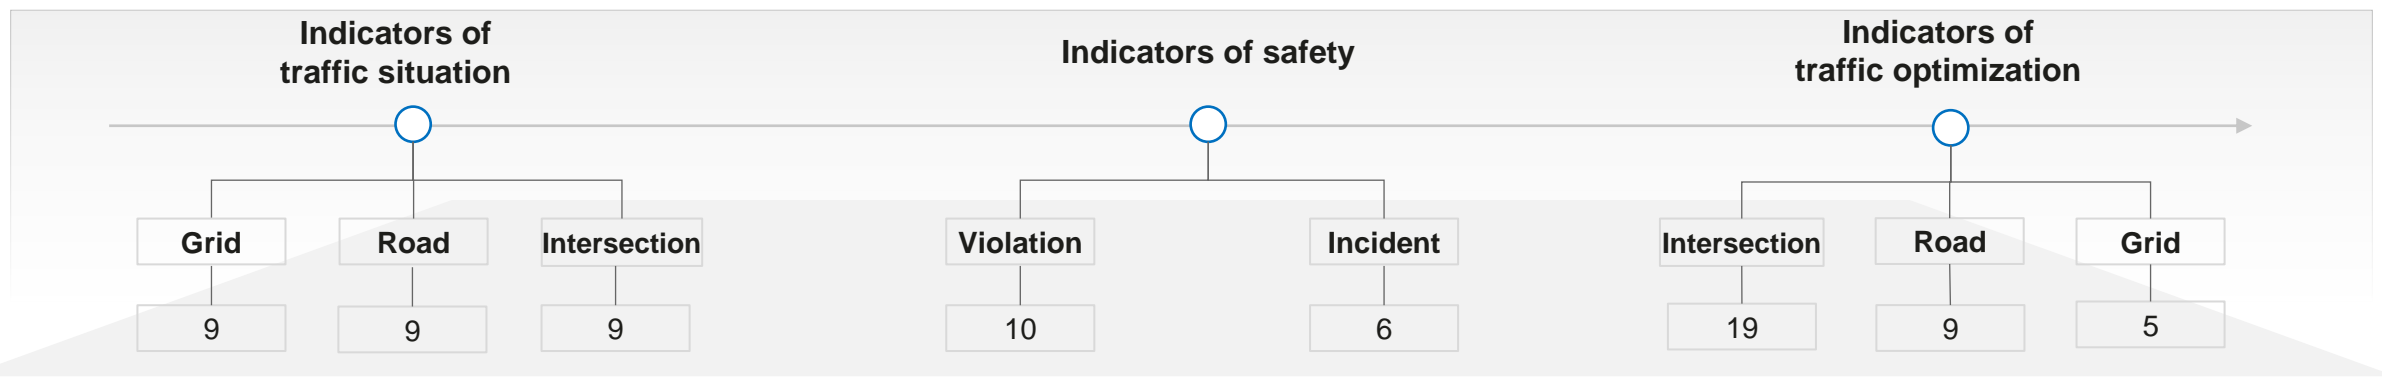 Indicators of
traffic situation
Indicators of safety
Indicators of
traffic optimization
Grid
Road
Intersection
Violation
Incident
Intersection
Road
Grid
9
9
9
10
6
19
9
5